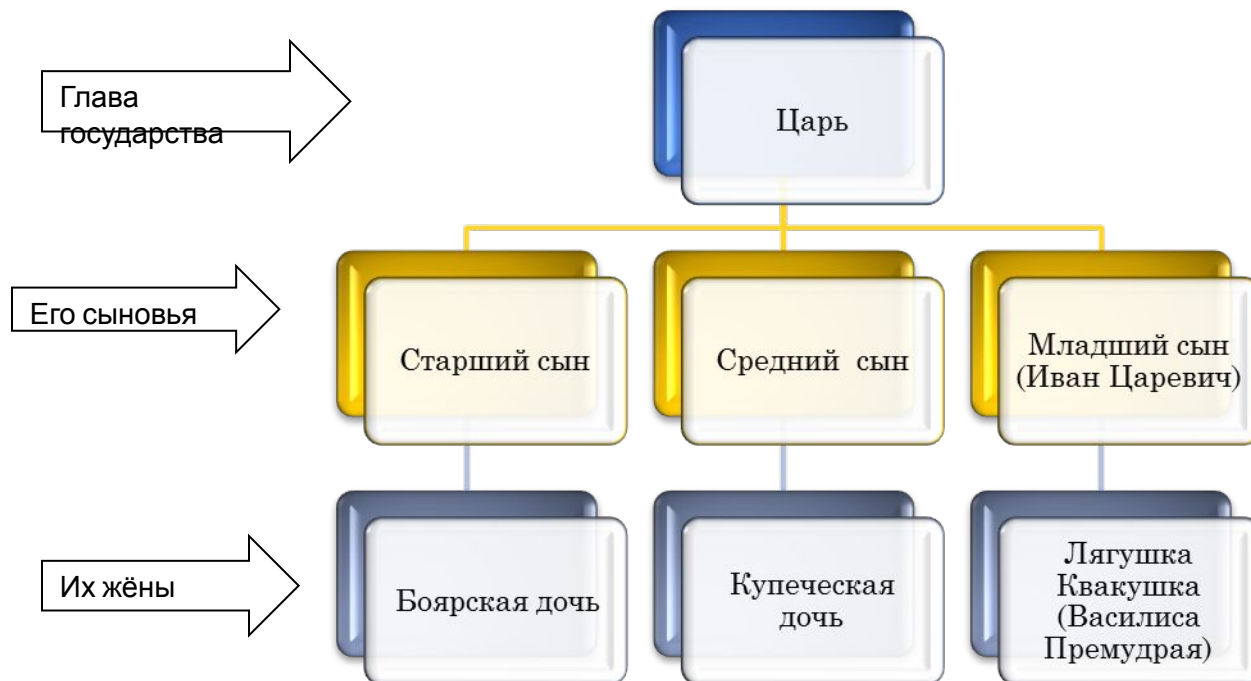 Глава
государства
Царь
Его сыновья
Старший сын
Средний сын
Младший сын
(Иван Царевич)
Их жёны
Боярская дочь
Купеческая
дочь
Лягушка
Квакушка
(Василиса
Премудрая)